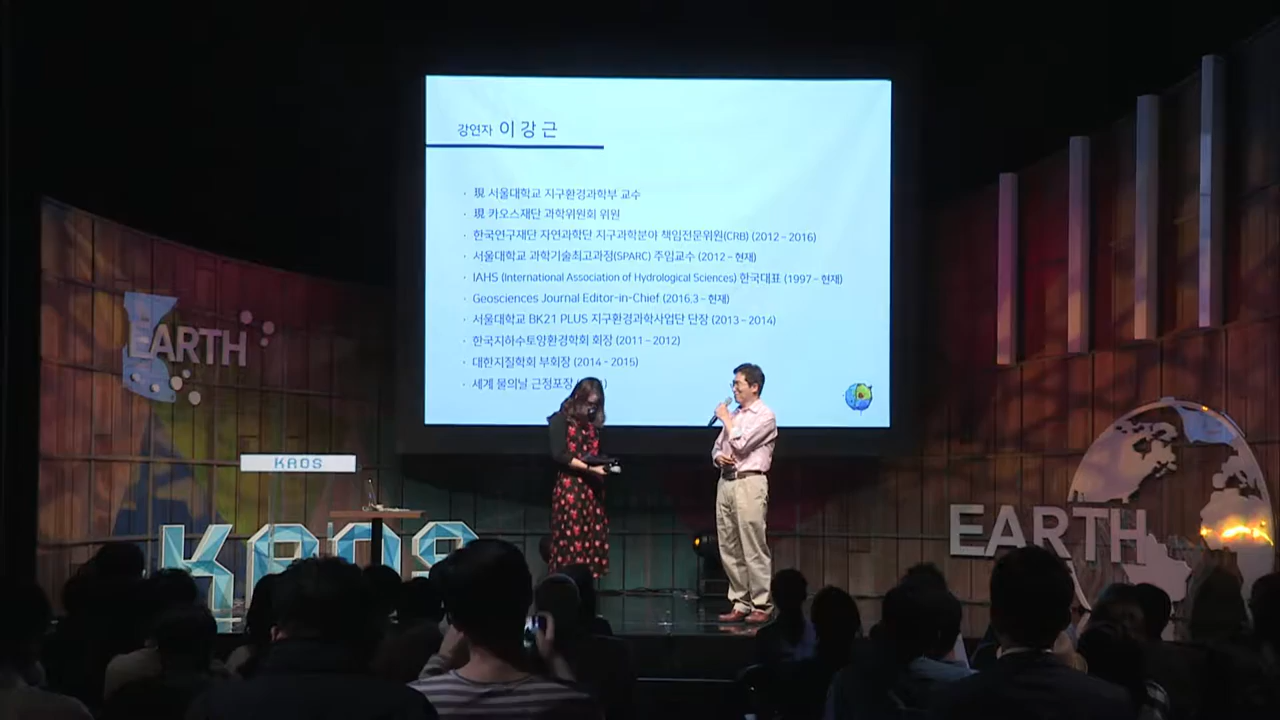 강연자 이강근
· 現 서울대학교 지구환경과학부 교수
· 現 카오스재단 과학위원회 위원
· 한국연구재단 자연과학단 지구과학분야 책임전문위원(CRB) (2012 – 2016)
· 서울대학교 과학기술최고과정(SPARC) 주임교수 (2012 – 현재)
· IAHS (International Association of Hydrological Sciences) 한국대표 (1997 – 현재)
· Geosciences Journal Editor-in-Chief (2016.3 – 현재)
· 서울대학교 BK21 PLUS 지구환경과학사업단 단장 (2013 – 2014)
· 한국지하수토양환경학회 회장 (2011 – 2012)
· 대한지질학회 부회장 (2014 - 2015)
· 세계 물의날 근정포장
EARTH
KAOS
KAOS
EARTH